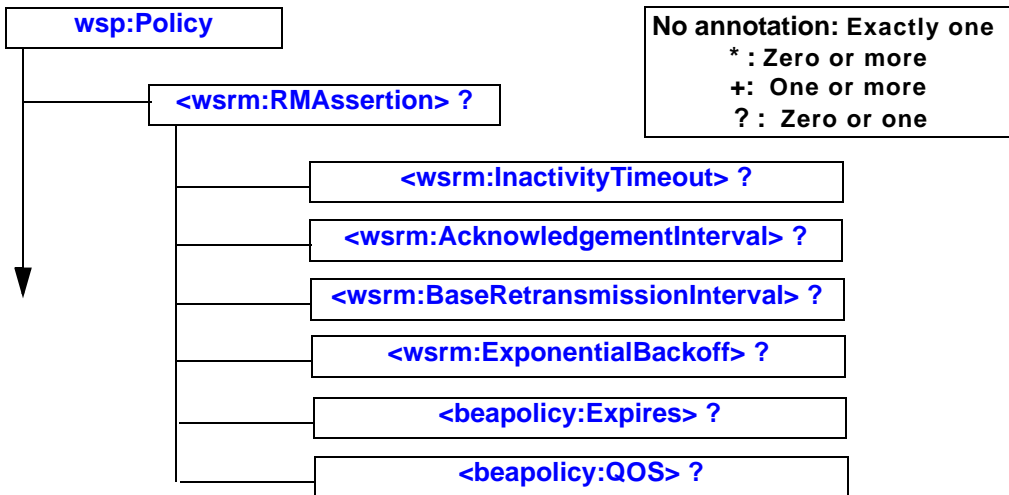 wsp:Policy
No annotation: Exactly one
* : Zero or more
+: One or more
? : Zero or one
<wsrm:RMAssertion> ?
<wsrm:InactivityTimeout> ?
<wsrm:AcknowledgementInterval> ?
<wsrm:BaseRetransmissionInterval> ?
<wsrm:ExponentialBackoff> ?
<beapolicy:Expires> ?
<beapolicy:QOS> ?